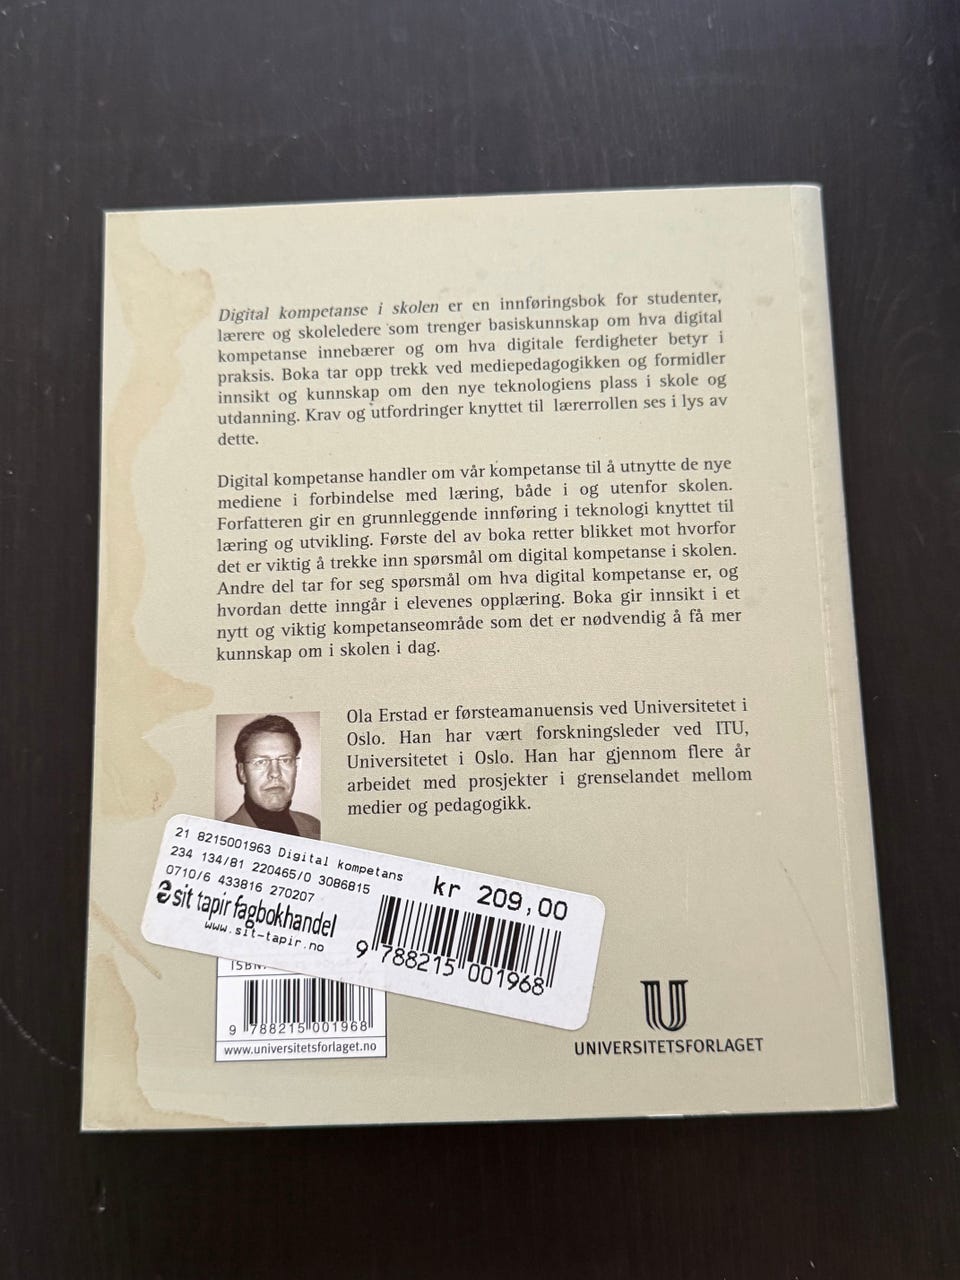 Digital kompetanse i skolen er en innføringsbok for studenter,
lærere og skoleledere som trenger basiskunnskap om hva digital
kompetanse innebærer og om hva digitale ferdigheter betyr i
praksis. Boka tar opp trekk ved mediepedagogikken og formidler
innsikt og kunnskap om den nye teknologiens plass i skole og
utdanning. Krav og utfordringer knyttet til lærerrollen ses i lys av
dette.
Digital kompetanse handler om vår kompetanse til å utnytte de nye
mediene i forbindelse med læring, både i og utenfor skolen.
Forfatteren gir en grunnleggende innføring i teknologi knyttet til
læring og utvikling. Første del av boka retter blikket mot hvorfor
det er viktig å trekke inn spørsmål om digital kompetanse i skolen.
Andre del tar for seg spørsmål om hva digital kompetanse er, og
hvordan dette inngår i elevenes opplæring. Boka gir innsikt i et
nytt og viktig kompetanseområde som det er nødvendig å få mer
kunnskap om i skolen i dag.
Ola Erstad er førsteamanuensis ved Universitetet i
Oslo. Han har vært forskningsleder ved ITU,
Universitetet i Oslo. Han har gjennom flere år
arbeidet med prosjekter i grenselandet mellom
medier og pedagogikk.
21 8215001963 Digital kompetans
234 134/81 220465/0 3086815
0710/6 433816 270207
kr 209,00
sit tapir fagbokhandel
www.sit-tapir.no
9 788215 001968
ISBN
9 788215 001968
www.universitetsforlaget.no
UNIVERSITETSFORLAGET